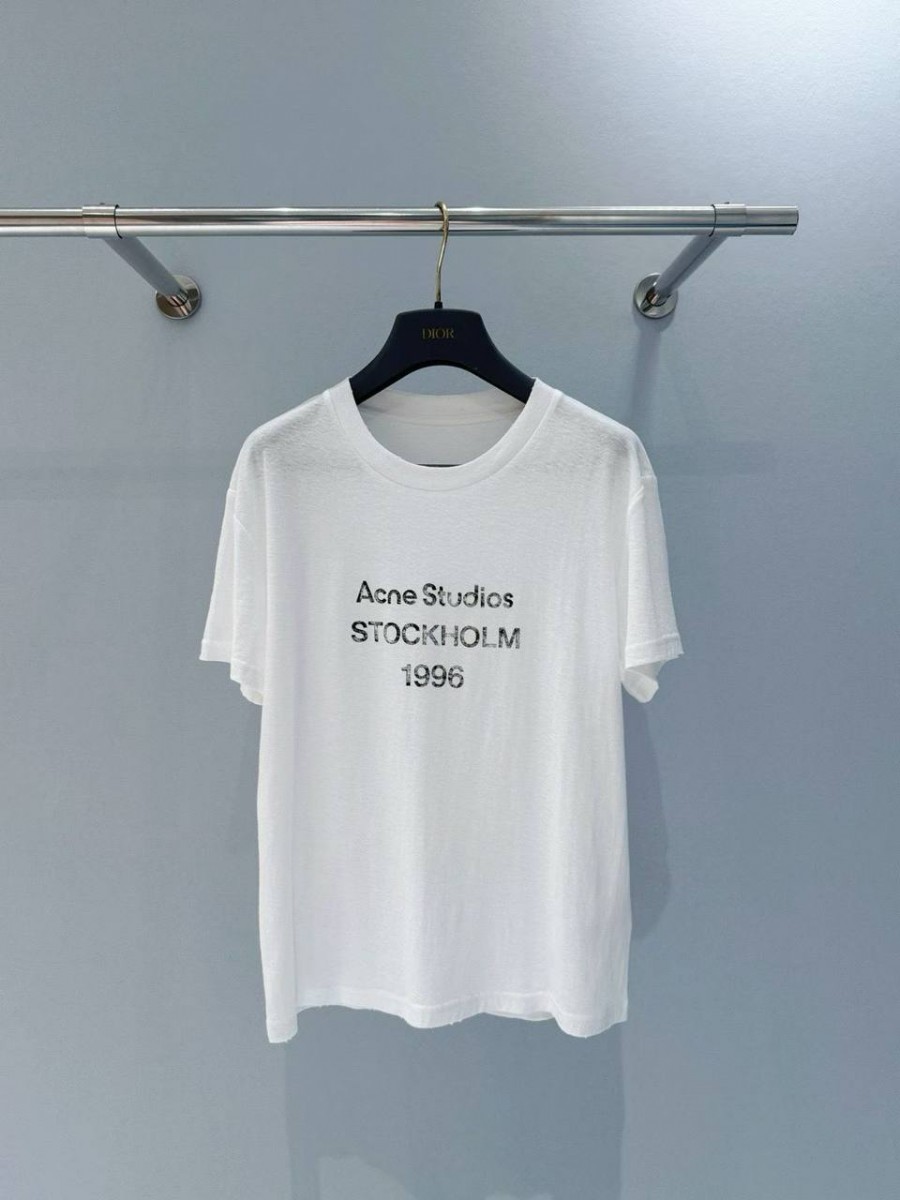 DIOR
Acne Studios
STOCKHOLM
1996